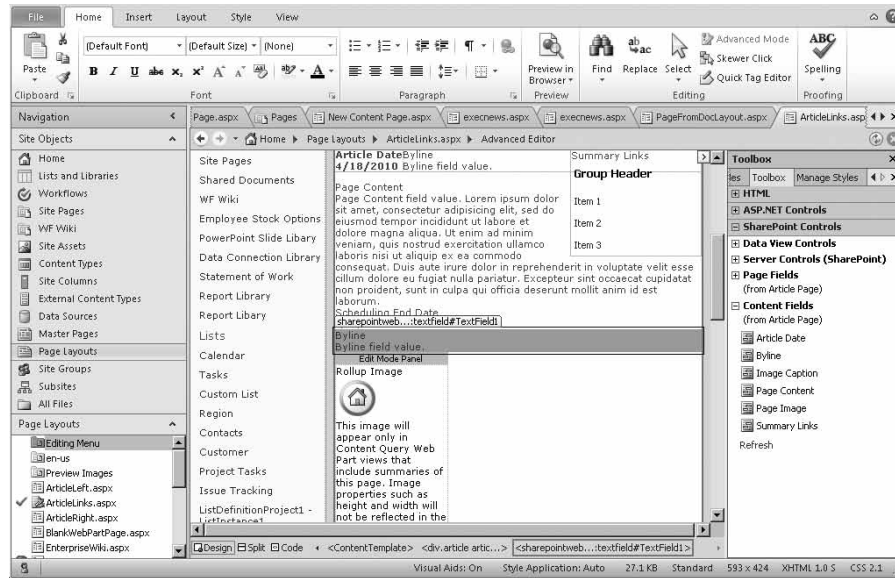 File Home Insert Layout Style View
Paste
Clipboard
(Default Font) (Default Size) (None)
B I U abc X, X² A A A
Font
Paragraph
Preview in
Browser
Preview
Find Replace Select
Advanced Mode
Skewer Click
Quick Tag Editor
Editing
ABC
Spelling
Proofing
Navigation
Page.aspx Pages New Content Page.aspx execnews.aspx execnews.aspx PageFromDocLayout.aspx ArticleLinks.asp
Home Page Layouts ArticleLinks.aspx Advanced Editor
Site Objects
Home
Lists and Libraries
Workflows
Site Pages
WF Wiki
Site Assets
Content Types
Site Columns
External Content Types
Data Sources
Master Pages
Page Layouts
Site Groups
Subsites
All Files
Page Layouts
Editing Menu
en-us
Preview Images
ArticleLeft.aspx
ArticleLinks.aspx
ArticleRight.aspx
BlankWebPartPage.aspx
EnterpriseWiki.aspx
Site Pages
Shared Documents
WF Wiki
Employee Stock Options
PowerPoint Slide Libary
Data Connection Library
Statement of Work
Report Library
Report Libary
Lists
Calendar
Tasks
Custom List
Region
Contacts
Customer
Project Tasks
Issue Tracking
ListDefinitionProject1 -
ListInstance1
Article DateByline
4/18/2010 Byline field value.
Page Content
Page Content field value. Lorem ipsum dolor
sit amet, consectetur adipisicing elit, sed do
eiusmod tempor incididunt ut labore et
dolore magna aliqua. Ut enim ad minim
veniam, quis nostrud exercitation ullamco
laboris nisi ut aliquip ex ea commodo
consequat. Duis aute irure dolor in reprehenderit in voluptate velit esse
cillum dolore eu fugiat nulla pariatur. Excepteur sint occaecat cupidatat
non proident, sunt in culpa qui officia deserunt mollit anim id est
laborum.
Scheduling End Date
sharepointweb...:textfield#TextField1
Byline
Byline field value.
Edit Mode Panel
Rollup Image
This image will
appear only in
Content Query Web
Part views that
include summaries of
this page. Image
properties such as
height and width will
not be reflected in the
Summary Links
Group Header
Item 1
Item 2
Item 3
Toolbox
les Toolbox Manage Styles
HTML
ASP.NET Controls
SharePoint Controls
Data View Controls
Server Controls (SharePoint)
Page Fields
(from Article Page)
Content Fields
(from Article Page)
Article Date
Byline
Image Caption
Page Content
Page Image
Summary Links
Refresh
Design Split Code <ContentTemplate> <div.article artic...> <sharepointweb...:textfield#TextField1>
Visual Aids: On Style Application: Auto 27.1 KB Standard 593 x 424 XHTML 1.0 S CSS 2.1